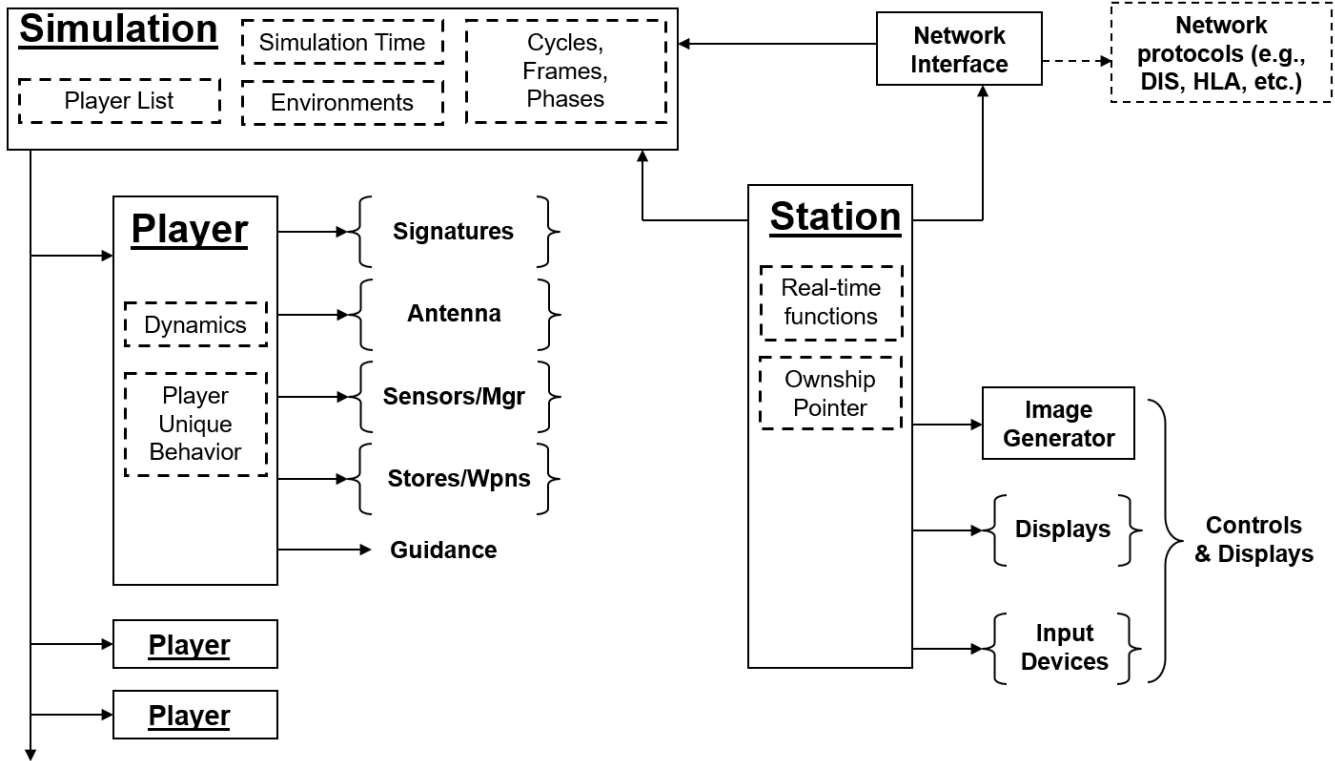 Simulation
Player List
Simulation Time
Environments
Cycles,
Frames,
Phases
Network
Interface
Network
protocols (e.g.,
DIS, HLA, etc.)
Player
Dynamics
Player
Unique
Behavior
Signatures
Antenna
Sensors/Mgr
Stores/Wpns
Guidance
Player
Player
Station
Real-time
functions
Ownship
Pointer
Image
Generator
Displays
Input
Devices
Controls
& Displays